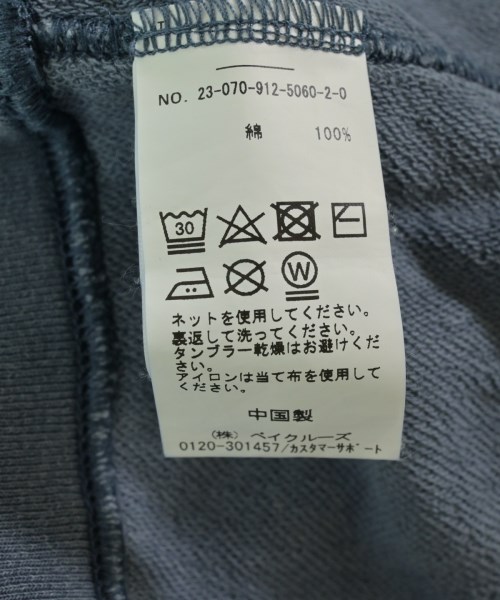 NO. 23-070-912-5060-2-0
綿 100%
30
W
ネットを使用してください。
裏返して洗ってください。
タンブラー乾燥はお避けくだ
さい。
アイロンは当て布を使用して
ください。
中国製
(株) ベイクルーズ
0120-301457/カスタマーサポート